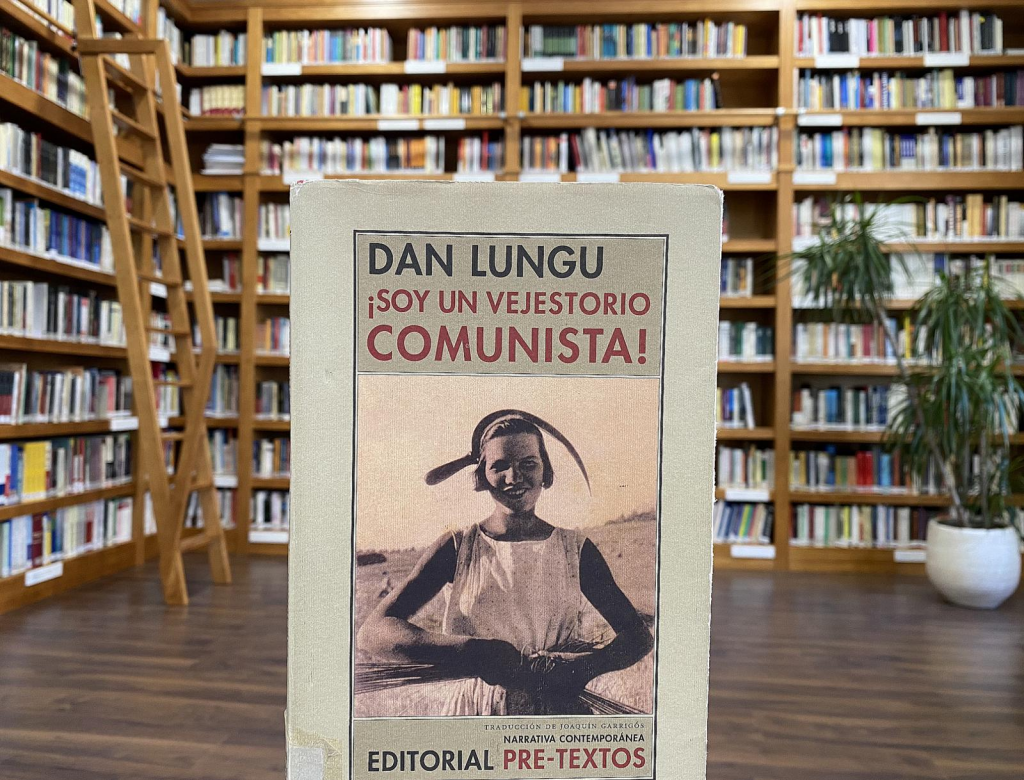 DAN LUNGU
¡SOY UN VEJESTORIO
COMUNISTA!
TRADUCCIÓN DE JOAQUÍN GARRIGÓS
NARRATIVA CONTEMPORÁNEA
EDITORIAL PRE-TEXTOS